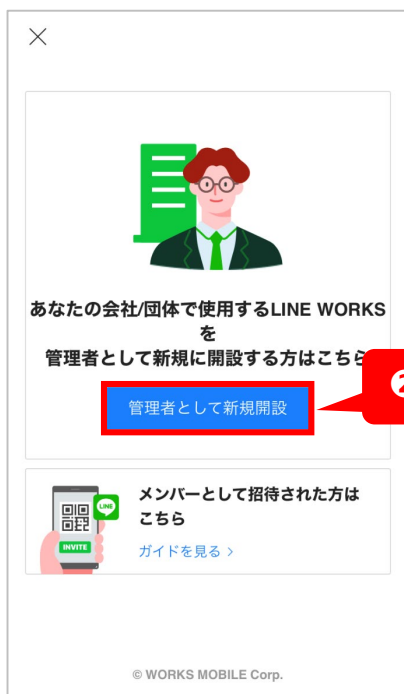 あなたの会社/団体で使用するLINE WORKS
を
管理者として新規に開設する方はこちら
管理者として新規開設
LINE
INVITE
メンバーとして招待された方は
こちら
ガイドを見る >
© WORKS MOBILE Corp.